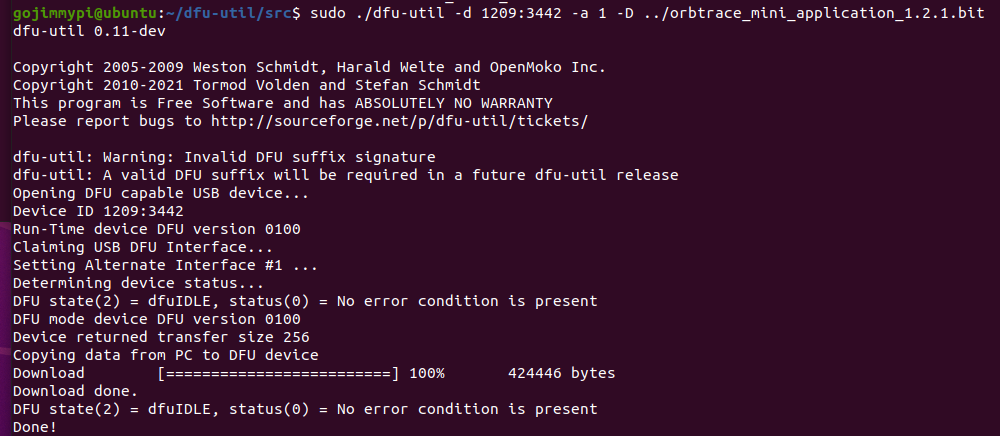 gojimmypi@ubuntu:~/dfu-util/src$ sudo ./dfu-util -d 1209:3442 -a 1 -D ../orbtrace_mini_application_1.2.1.bit
dfu-util 0.11-dev
Copyright 2005-2009 Weston Schmidt, Harald Welte and OpenMoko Inc.
Copyright 2010-2021 Tormod Volden and Stefan Schmidt
This program is Free Software and has ABSOLUTELY NO WARRANTY
Please report bugs to http://sourceforge.net/p/dfu-util/tickets/
dfu-util: Warning: Invalid DFU suffix signature
dfu-util: A valid DFU suffix will be required in a future dfu-util release
Opening DFU capable USB device...
Device ID 1209:3442
Run-Time device DFU version 0100
Claiming USB DFU Interface...
Setting Alternate Interface #1 ...
Determining device status...
DFU state(2) = dfuIDLE, status(0) = No error condition is present
DFU mode device DFU version 0100
Device returned transfer size 256
Copying data from PC to DFU device
Download        [=========================] 100%       424446 bytes
Download done.
DFU state(2) = dfuIDLE, status(0) = No error condition is present
Done!